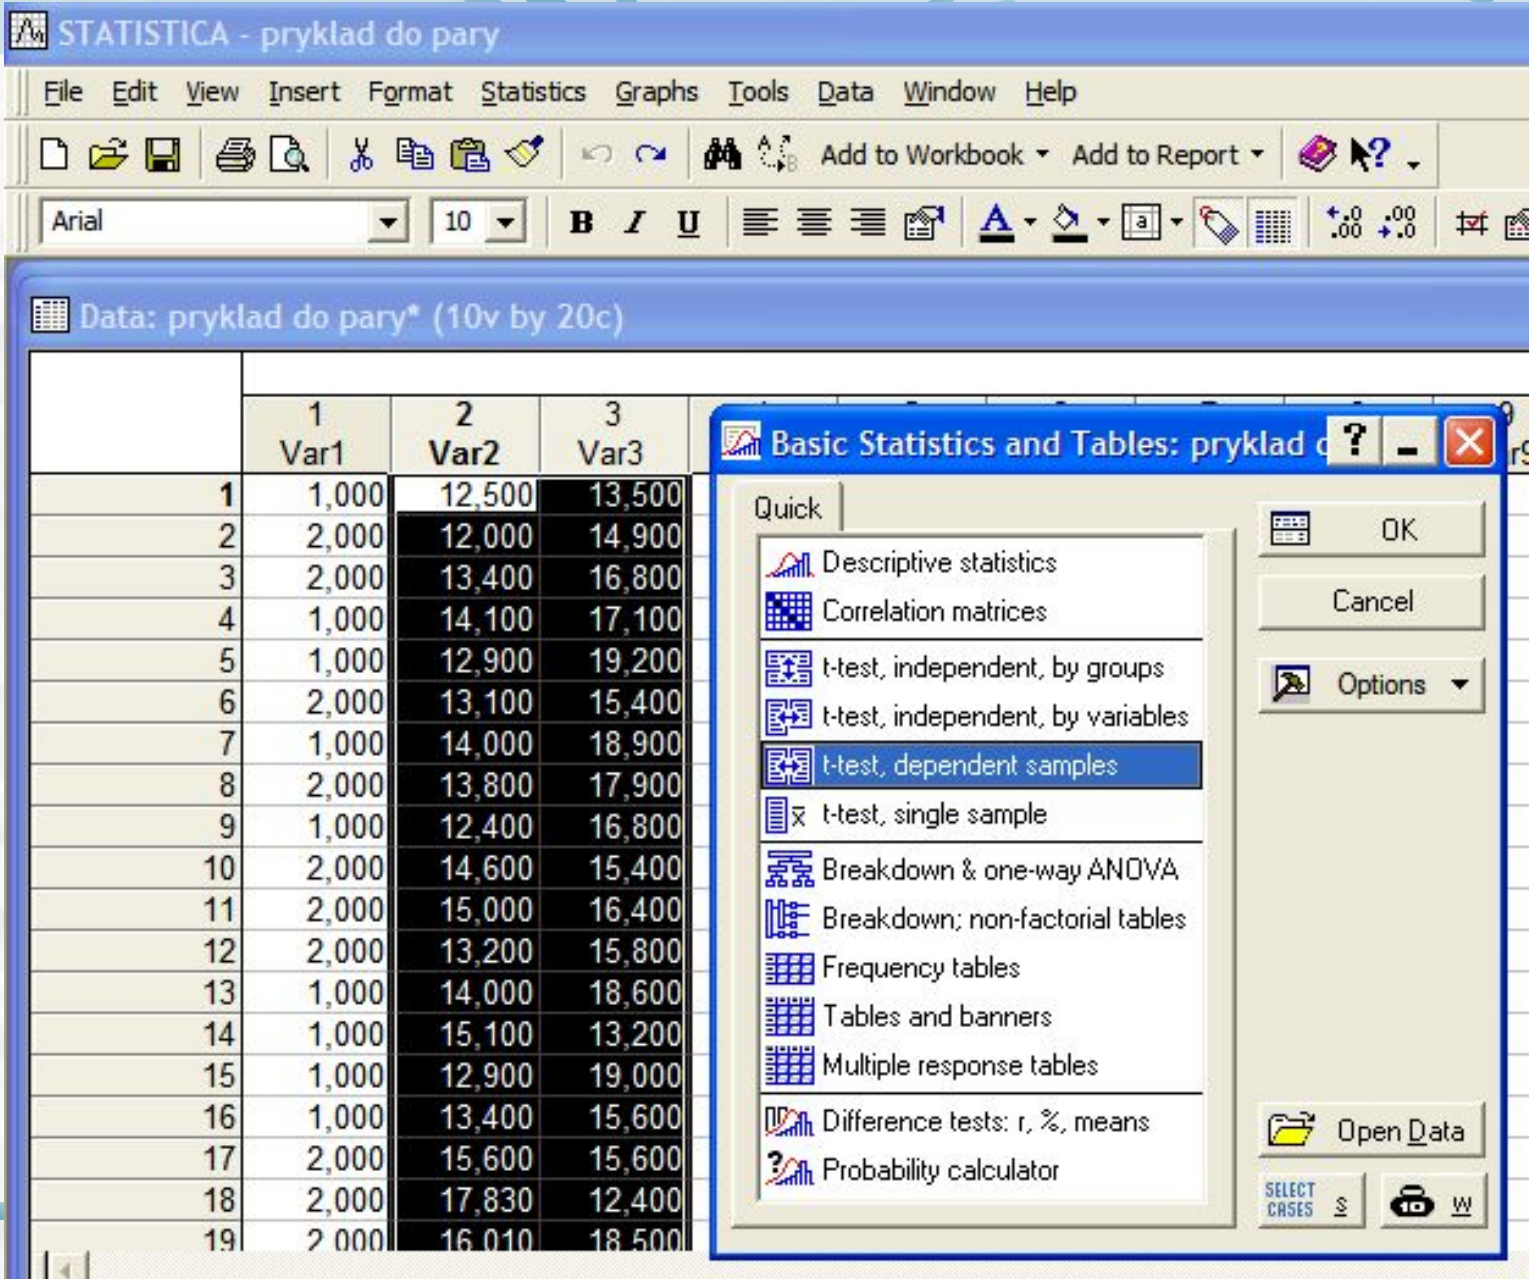 STATISTICA - pryklad do pary
File Edit View Insert Format Statistics Graphs Tools Data Window Help
Add to Workbook Add to Report
Arial 10 B I U
Data: pryklad do pary* (10v by 20c)
1 2 3 9
Var1 Var2 Var3
1 1,000 12,500 13,500
2 2,000 12,000 14,900
3 2,000 13,400 16,800
4 1,000 14,100 17,100
5 1,000 12,900 19,200
6 2,000 13,100 15,400
7 1,000 14,000 18,900
8 2,000 13,800 17,900
9 1,000 12,400 16,800
10 2,000 14,600 15,400
11 2,000 15,000 16,400
12 2,000 13,200 15,800
13 1,000 14,000 18,600
14 1,000 15,100 13,200
15 1,000 12,900 19,000
16 1,000 13,400 15,600
17 2,000 15,600 15,600
18 2,000 17,830 12,400
19 2,000 16,010 18,500
Basic Statistics and Tables: pryklad
Quick
Descriptive statistics
Correlation matrices
t-test, independent, by groups
t-test, independent, by variables
t-test, dependent samples
t-test, single sample
Breakdown & one-way ANOVA
Breakdown; non-factorial tables
Frequency tables
Tables and banners
Multiple response tables
Difference tests: r, %, means
Probability calculator
OK
Cancel
Options
Open Data
SELECT
CASES S W